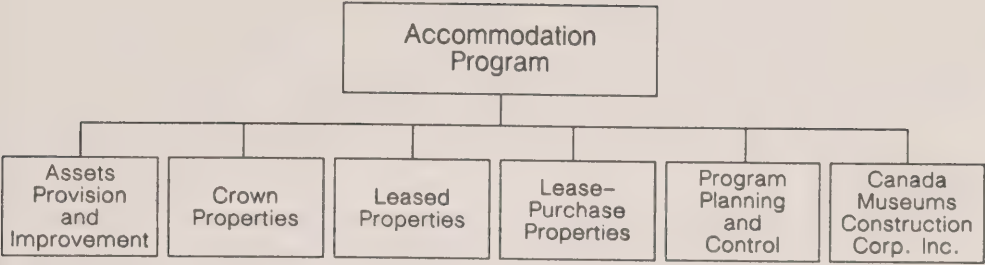 Accommodation
Program
Assets
Provision
and
Improvement
Crown
Properties
Leased
Properties
Lease-
Purchase
Properties
Program
Planning
and
Control
Canada
Museums
Construction
Corp. Inc.